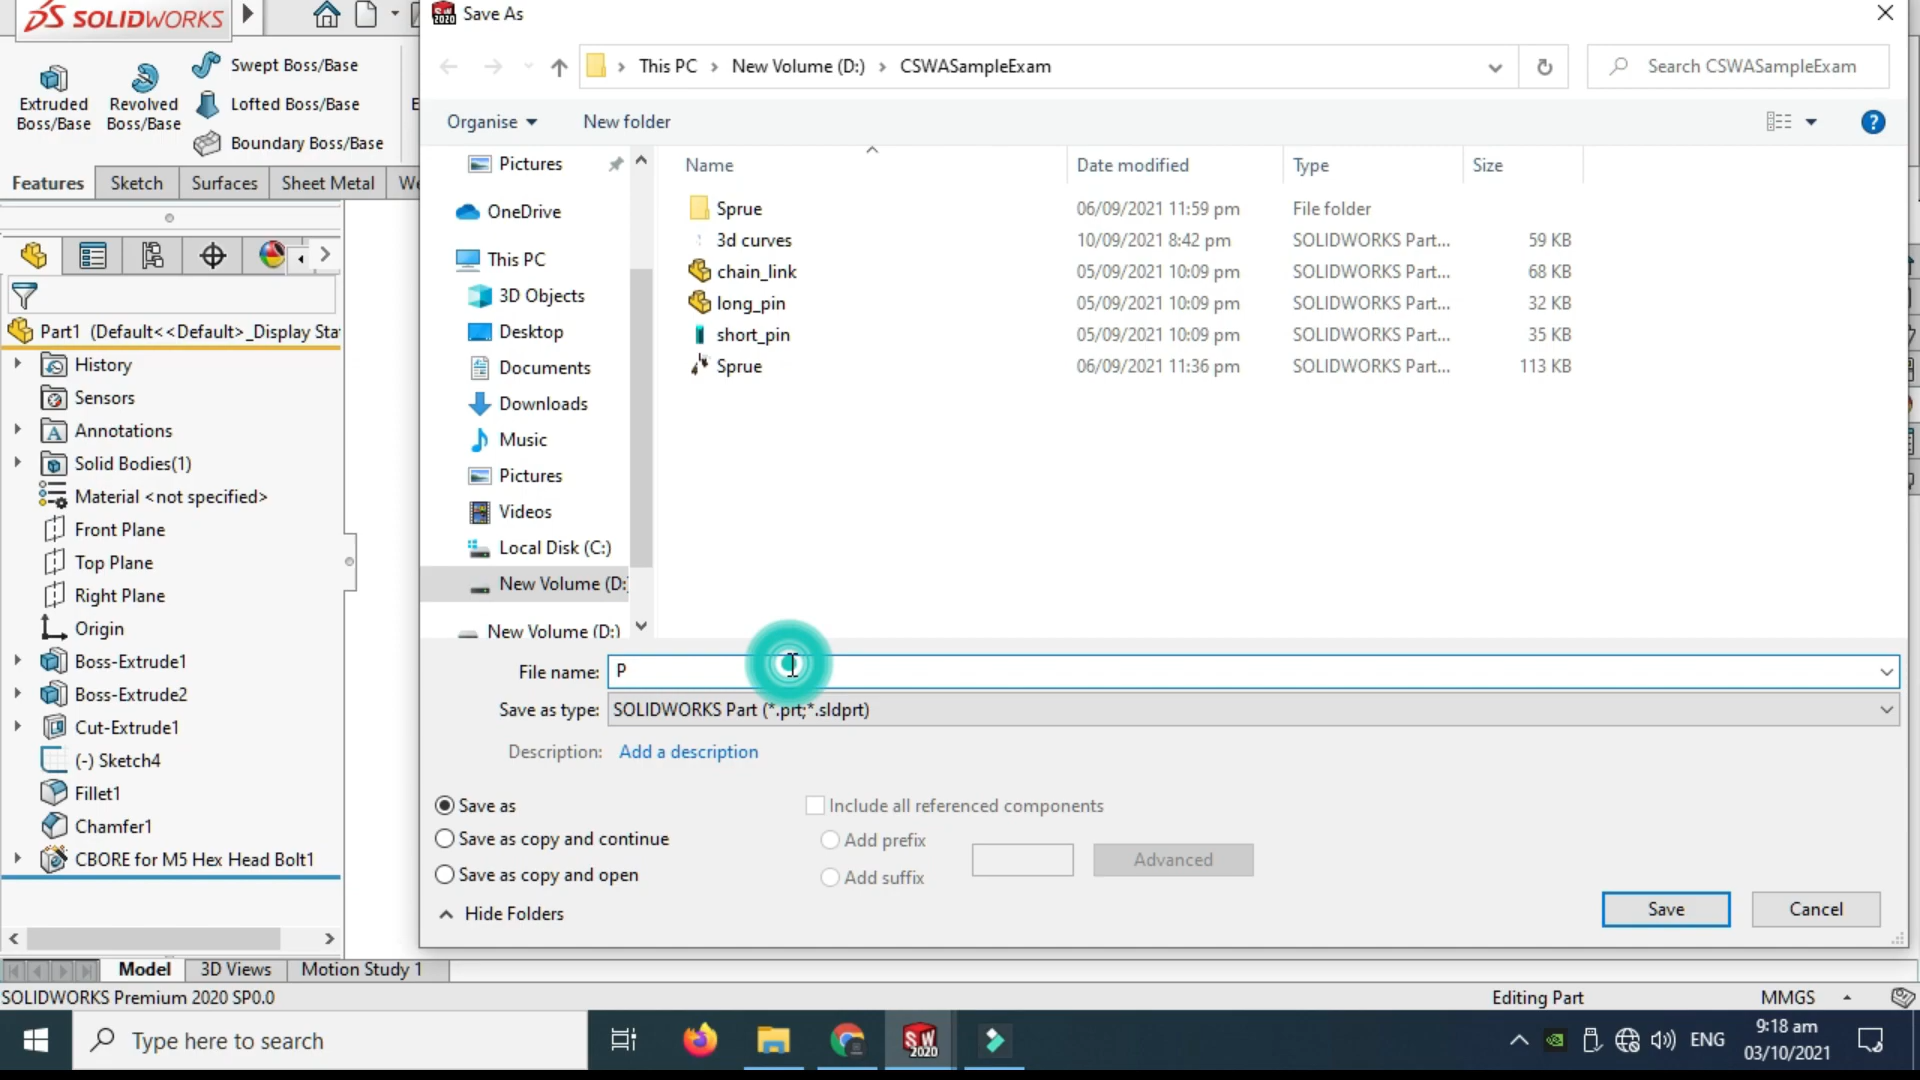 SOLIDWORKS
Extruded Boss/Base
Revolved Boss/Base
Swept Boss/Base
Lofted Boss/Base
Boundary Boss/Base
Features
Sketch
Surfaces
Sheet Metal
Part1 (Default<<Default>_Display Sta
History
Sensors
Annotations
Solid Bodies(1)
Material <not specified>
Front Plane
Top Plane
Right Plane
Origin
Boss-Extrude1
Boss-Extrude2
Cut-Extrude1
(-) Sketch4
Fillet1
Chamfer1
CBORE for M5 Hex Head Bolt1
Save As
This PC > New Volume (D:) > CSWASampleExam
Search CSWASampleExam
Organise
New folder
Pictures
OneDrive
This PC
3D Objects
Desktop
Documents
Downloads
Music
Pictures
Videos
Local Disk (C:)
New Volume (D:)
New Volume (D:)
Name Date modified Type Size
Sprue 06/09/2021 11:59 pm File folder
3d curves 10/09/2021 8:42 pm SOLIDWORKS Part... 59 KB
chain_link 05/09/2021 10:09 pm SOLIDWORKS Part... 68 KB
long_pin 05/09/2021 10:09 pm SOLIDWORKS Part... 32 KB
short_pin 05/09/2021 10:09 pm SOLIDWORKS Part... 35 KB
Sprue 06/09/2021 11:36 pm SOLIDWORKS Part... 113 KB
File name: P
Save as type: SOLIDWORKS Part (*.prt;*.sldprt)
Description: Add a description
Save as
Save as copy and continue
Save as copy and open
Include all referenced components
Add prefix
Add suffix
Advanced
Hide Folders
Save
Cancel
Model
3D Views
Motion Study 1
SOLIDWORKS Premium 2020 SP0.0
Editing Part
MMGS
Type here to search
SW 2020
ENG
9:18 am
03/10/2021